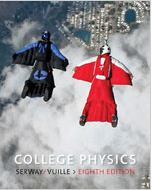 COLLEGE PHYSICS
SERWAY/VUILLE > EIGHTH EDITION